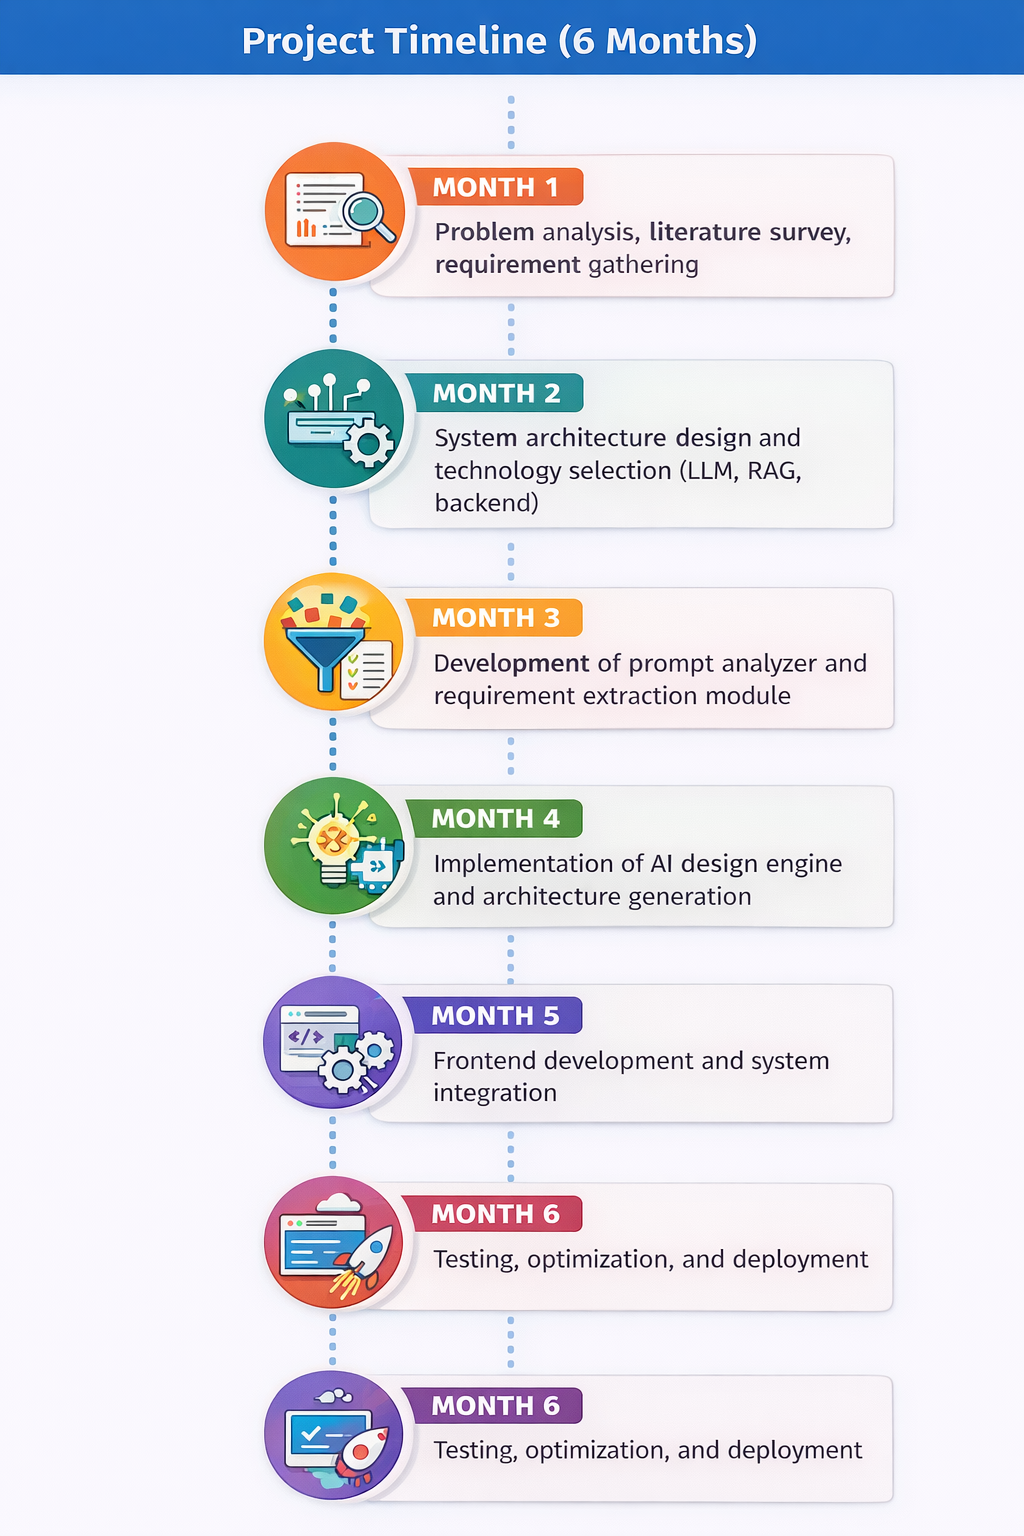 Project Timeline (6 Months)
MONTH 1
Problem analysis, literature survey,
requirement gathering
MONTH 2
System architecture design and
technology selection (LLM, RAG,
backend)
MONTH 3
Development of prompt analyzer and
requirement extraction module
MONTH 4
Implementation of AI design engine
and architecture generation
MONTH 5
</>
Frontend development and system
integration
MONTH 6
Testing, optimization, and deployment
MONTH 6
Testing, optimization, and deployment